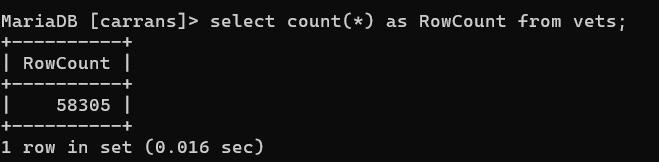 MariaDB [carrans]> select count(*) as RowCount from vets;
+----------+
| RowCount |
+----------+
|    58305 |
+----------+
1 row in set (0.016 sec)